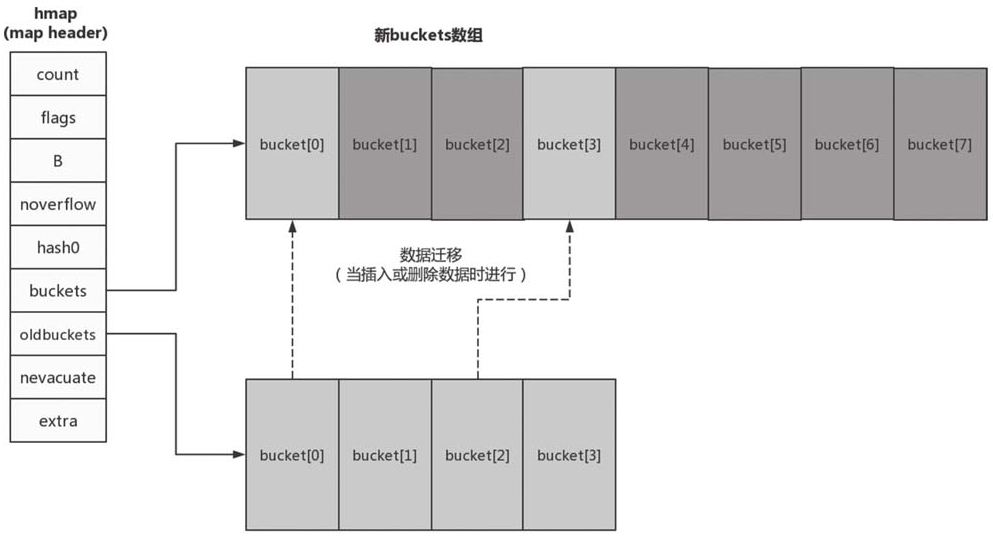 hmap
(map header)
count
flags
B
noverflow
hash0
buckets
oldbuckets
nevacuate
extra
新buckets数组
bucket[0]
bucket[1]
bucket[2]
bucket[3]
bucket[4]
bucket[5]
bucket[6]
bucket[7]
数据迁移
（当插入或删除数据时进行）
bucket[0]
bucket[1]
bucket[2]
bucket[3]